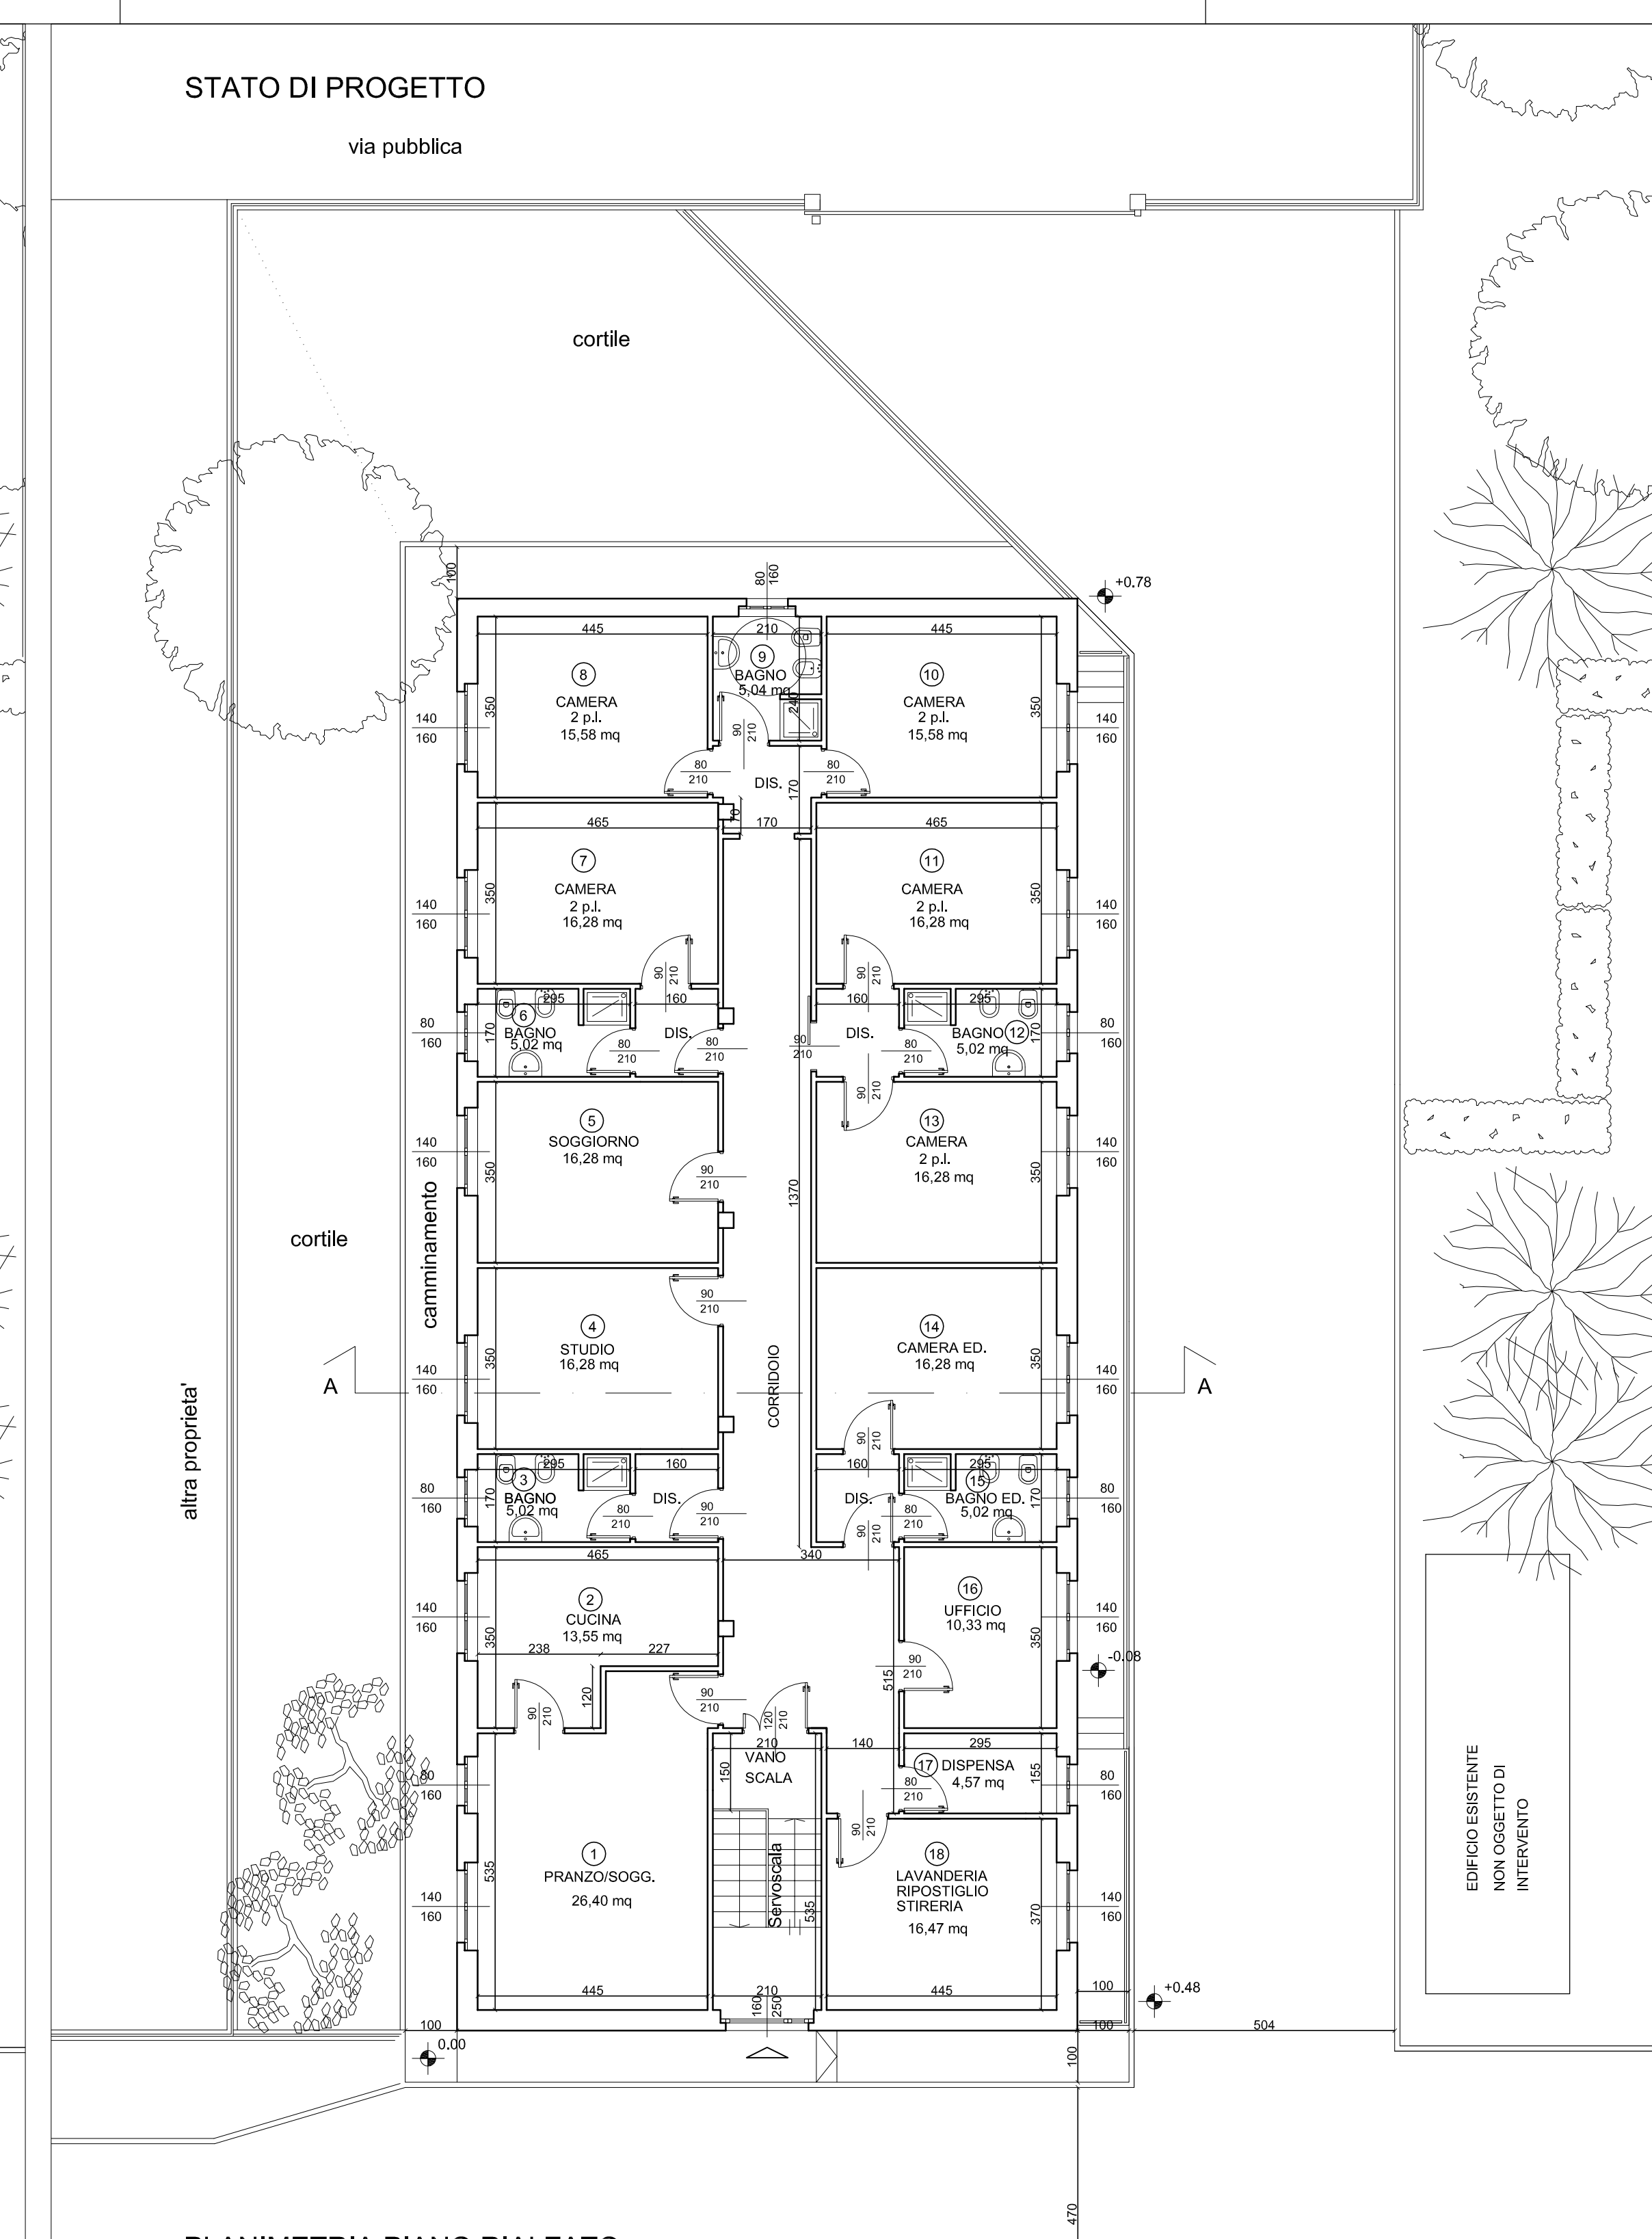 STATO DI PROGETTO
via pubblica
cortile
100
80
160
+0.78
445
210
445
8
CAMERA
2 p.l.
15,58 mq
350
9
BAGNO
5,04 mq
240
10
CAMERA
2 p.l.
15,58 mq
350
140
160
140
160
90
210
80
210
DIS.
80
210
170
70
170
465
465
7
CAMERA
2 p.l.
16,28 mq
350
11
CAMERA
2 p.l.
16,28 mq
350
140
160
140
160
90
210
90
210
295
160
160
295
6
BAGNO
5,02 mq
170
DIS.
80
210
80
210
90
210
DIS.
80
210
BAGNO
12
5,02 mq
170
80
160
80
160
90
210
5
SOGGIORNO
16,28 mq
350
90
210
13
CAMERA
2 p.l.
16,28 mq
350
140
160
140
160
1370
camminamento
cortile
altra proprieta'
4
STUDIO
16,28 mq
350
90
210
CORRIDOIO
14
CAMERA ED.
16,28 mq
350
140
160
140
160
A
A
90
210
295
160
160
295
3
BAGNO
5,02 mq
170
DIS.
80
210
90
210
DIS.
80
210
15
BAGNO ED.
5,02 mq
170
80
160
80
160
90
210
465
340
2
CUCINA
13,55 mq
350
238
227
120
90
210
90
210
16
UFFICIO
10,33 mq
350
90
210
515
140
160
140
160
-0.08
120
210
210
VANO
SCALA
150
140
295
17
DISPENSA
4,57 mq
155
80
210
80
160
80
160
90
210
1
PRANZO/SOGG.
26,40 mq
535
Servoscala
535
18
LAVANDERIA
RIPOSTIGLIO
STIRERIA
16,47 mq
370
140
160
140
160
445
210
445
160
250
100
+0.48
100
100
504
0.00
100
470
EDIFICIO ESISTENTE
NON OGGETTO DI
INTERVENTO
PLANIMETRIA PIANO RIALZATO